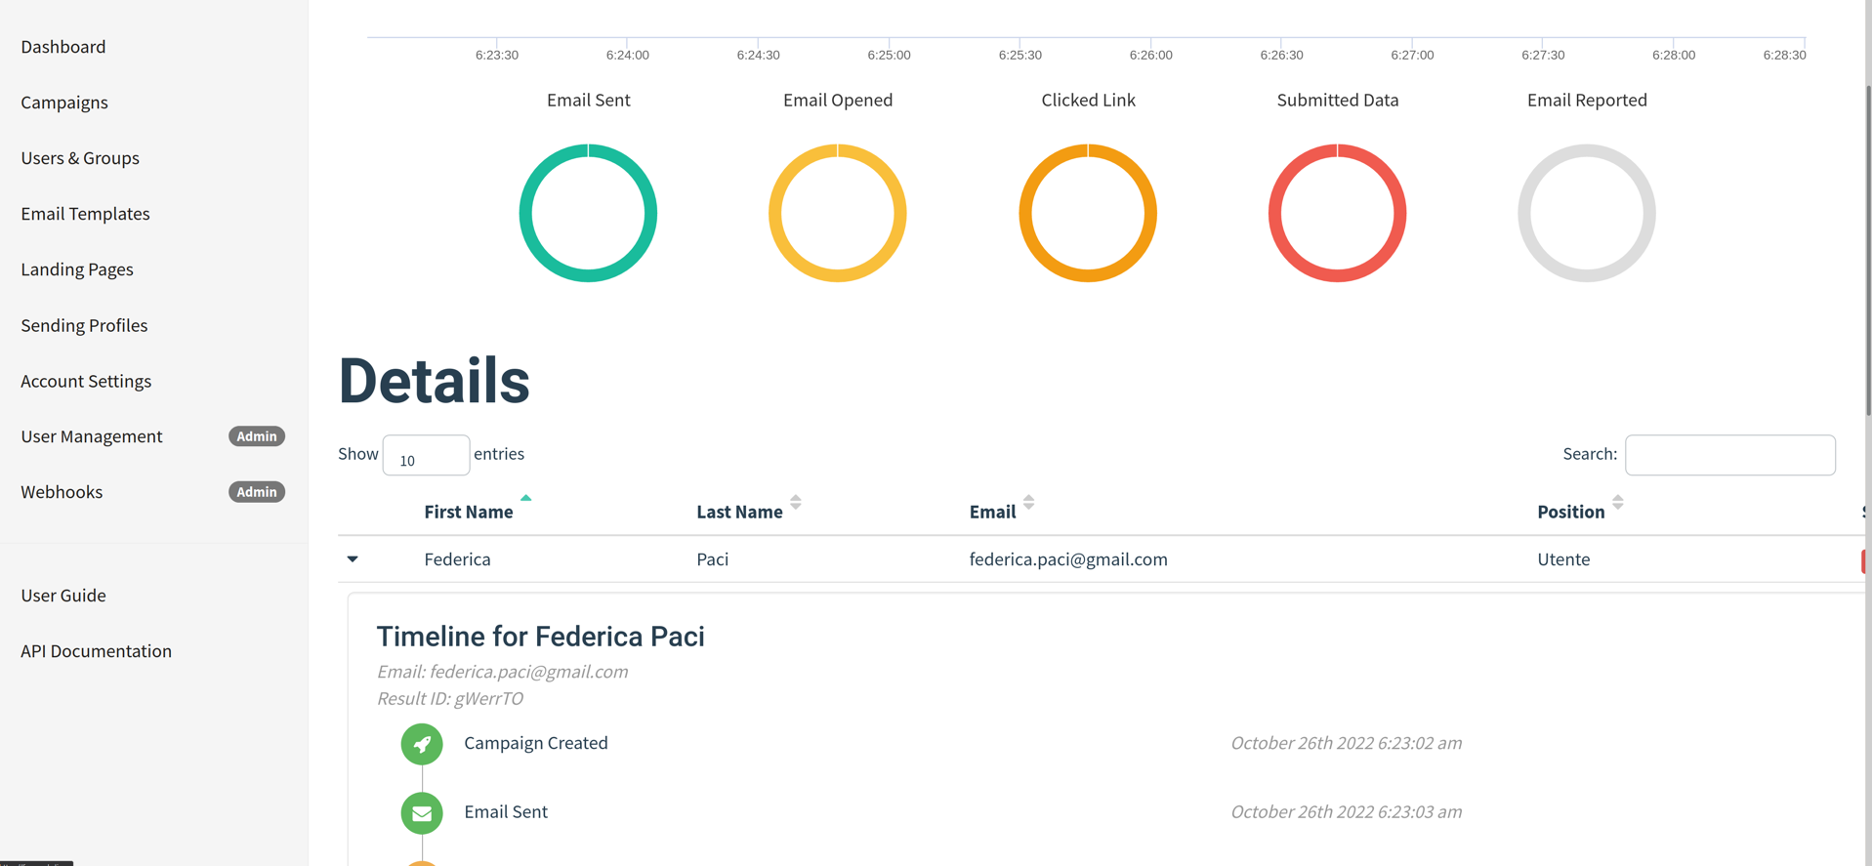 Dashboard
Campaigns
Users & Groups
Email Templates
Landing Pages
Sending Profiles
Account Settings
User Management Admin
Webhooks Admin
User Guide
API Documentation
6:23:30 6:24:00 6:24:30 6:25:00 6:25:30 6:26:00 6:26:30 6:27:00 6:27:30 6:28:00 6:28:30
Email Sent Email Opened Clicked Link Submitted Data Email Reported
Details
Show 10 entries Search:
First Name Last Name Email Position
Federica Paci federica.paci@gmail.com Utente
Timeline for Federica Paci
Email: federica.paci@gmail.com
Result ID: gWerrTO
Campaign Created October 26th 2022 6:23:02 am
Email Sent October 26th 2022 6:23:03 am